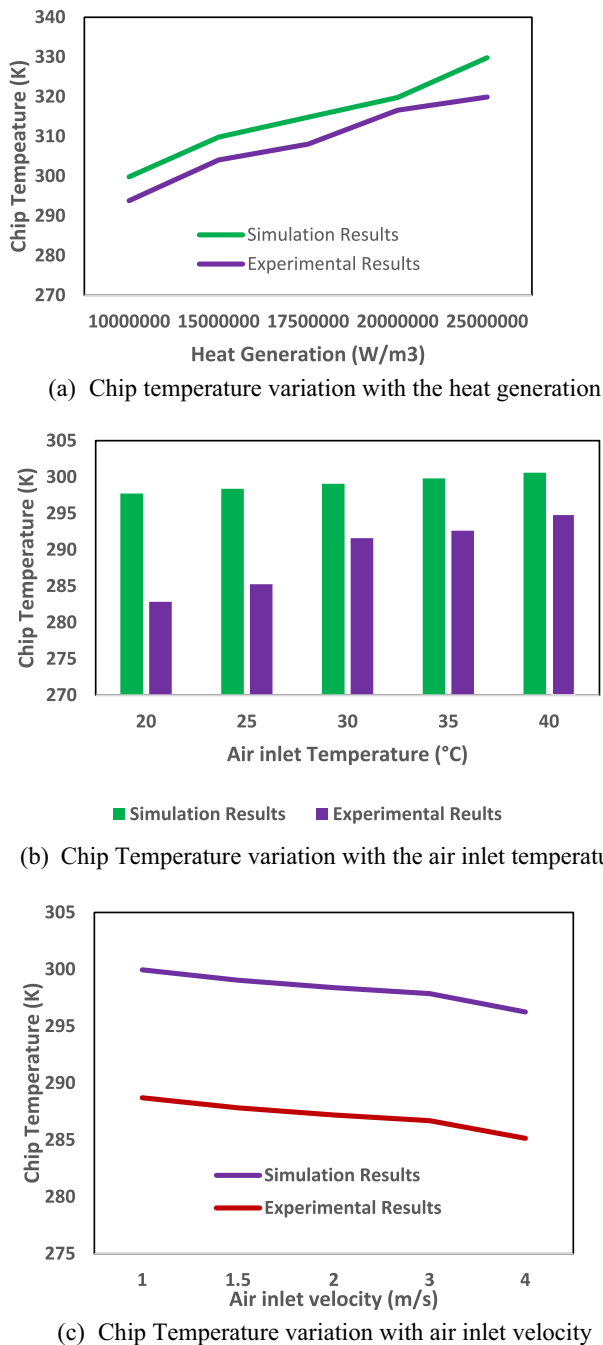 340
330
320
310
300
290
280
270
Chip Tempeature (K)
Simulation Results
Experimental Results
10000000 15000000 17500000 20000000 25000000
Heat Generation (W/m3)
(a) Chip temperature variation with the heat generation
305
300
295
290
285
280
275
270
Chip Temperature (K)
20 25 30 35 40
Air inlet Temperature (°C)
Simulation Results Experimental Reults
(b) Chip Temperature variation with the air inlet temperatu
305
300
295
290
285
280
275
Chip Temperature (K)
Simulation Results
Experimental Results
1 1.5 2 3 4
Air inlet velocity (m/s)
(c) Chip Temperature variation with air inlet velocity